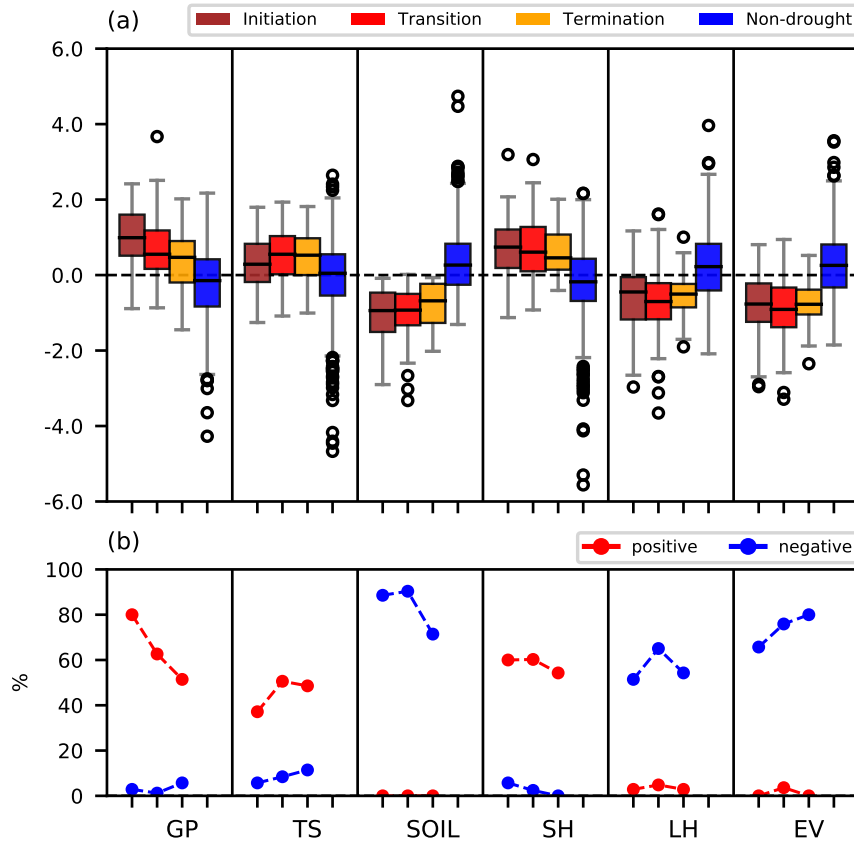 (a)
Initiation Transition Termination Non-drought
6.0
4.0
2.0
0.0
-2.0
-4.0
-6.0
(b)
positive negative
100
80
60
40
20
0
%
GP TS SOIL SH LH EV